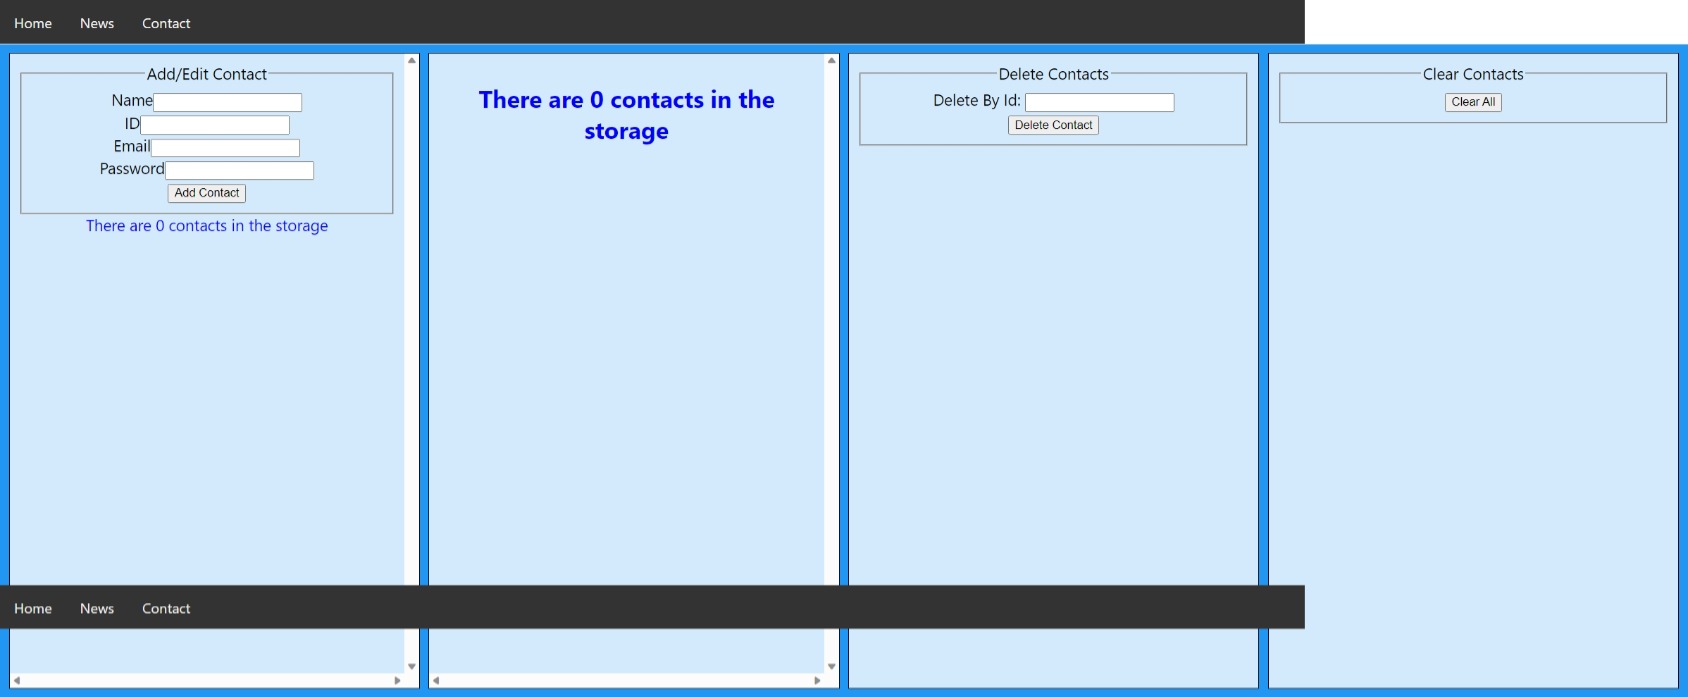 Home News Contact
Add/Edit Contact
Name
ID
Email
Password
Add Contact
There are 0 contacts in the storage
There are 0 contacts in the
storage
Delete Contacts
Delete By Id:
Delete Contact
Clear Contacts
Clear All
Home News Contact